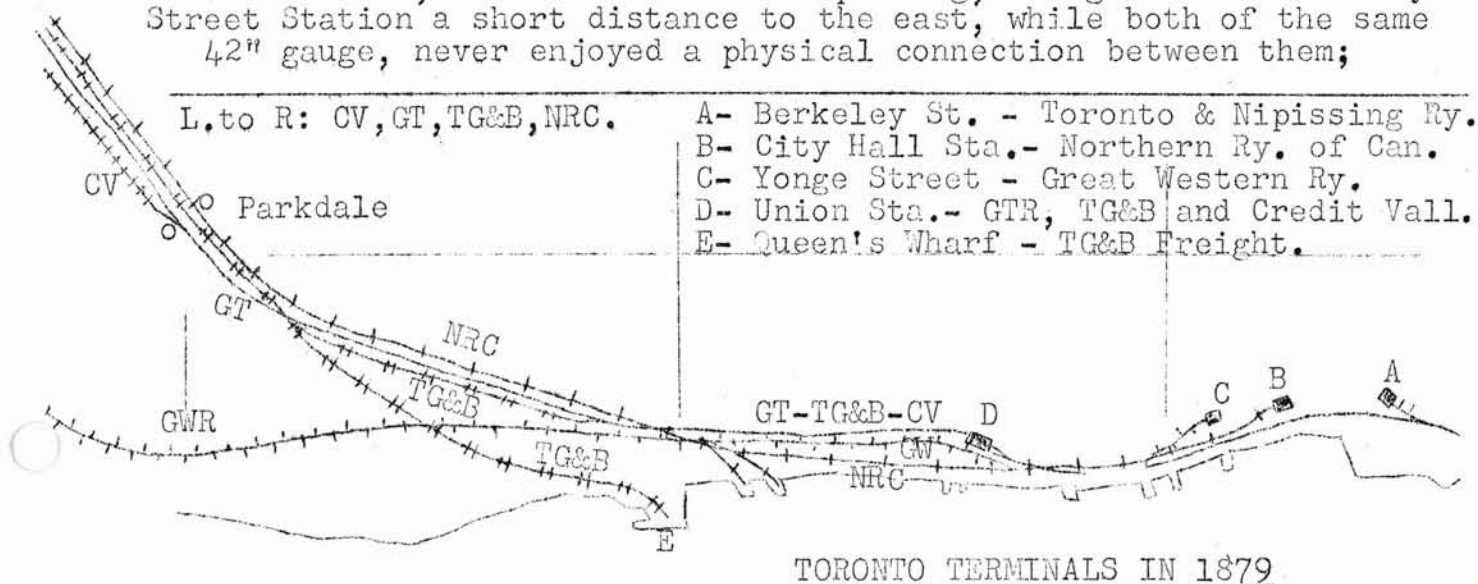 Street Station a short distance to the east, while both of the same
42" gauge, never enjoyed a physical connection between them;
L.to R: CV,GT,TG&B,NRC.
A- Berkeley St. - Toronto & Nipissing Ry.
B- City Hall Sta.- Northern Ry. of Can.
C- Yonge Street - Great Western Ry.
D- Union Sta.- GTR, TG&B and Credit Vall.
E- Queen's Wharf - TG&B Freight.
CV
Parkdale
GT
NRC
TG&B
GWR
TG&B
GT-TG&B-CV
D
GW
NRC
C
B
A
E
TORONTO TERMINALS IN 1879